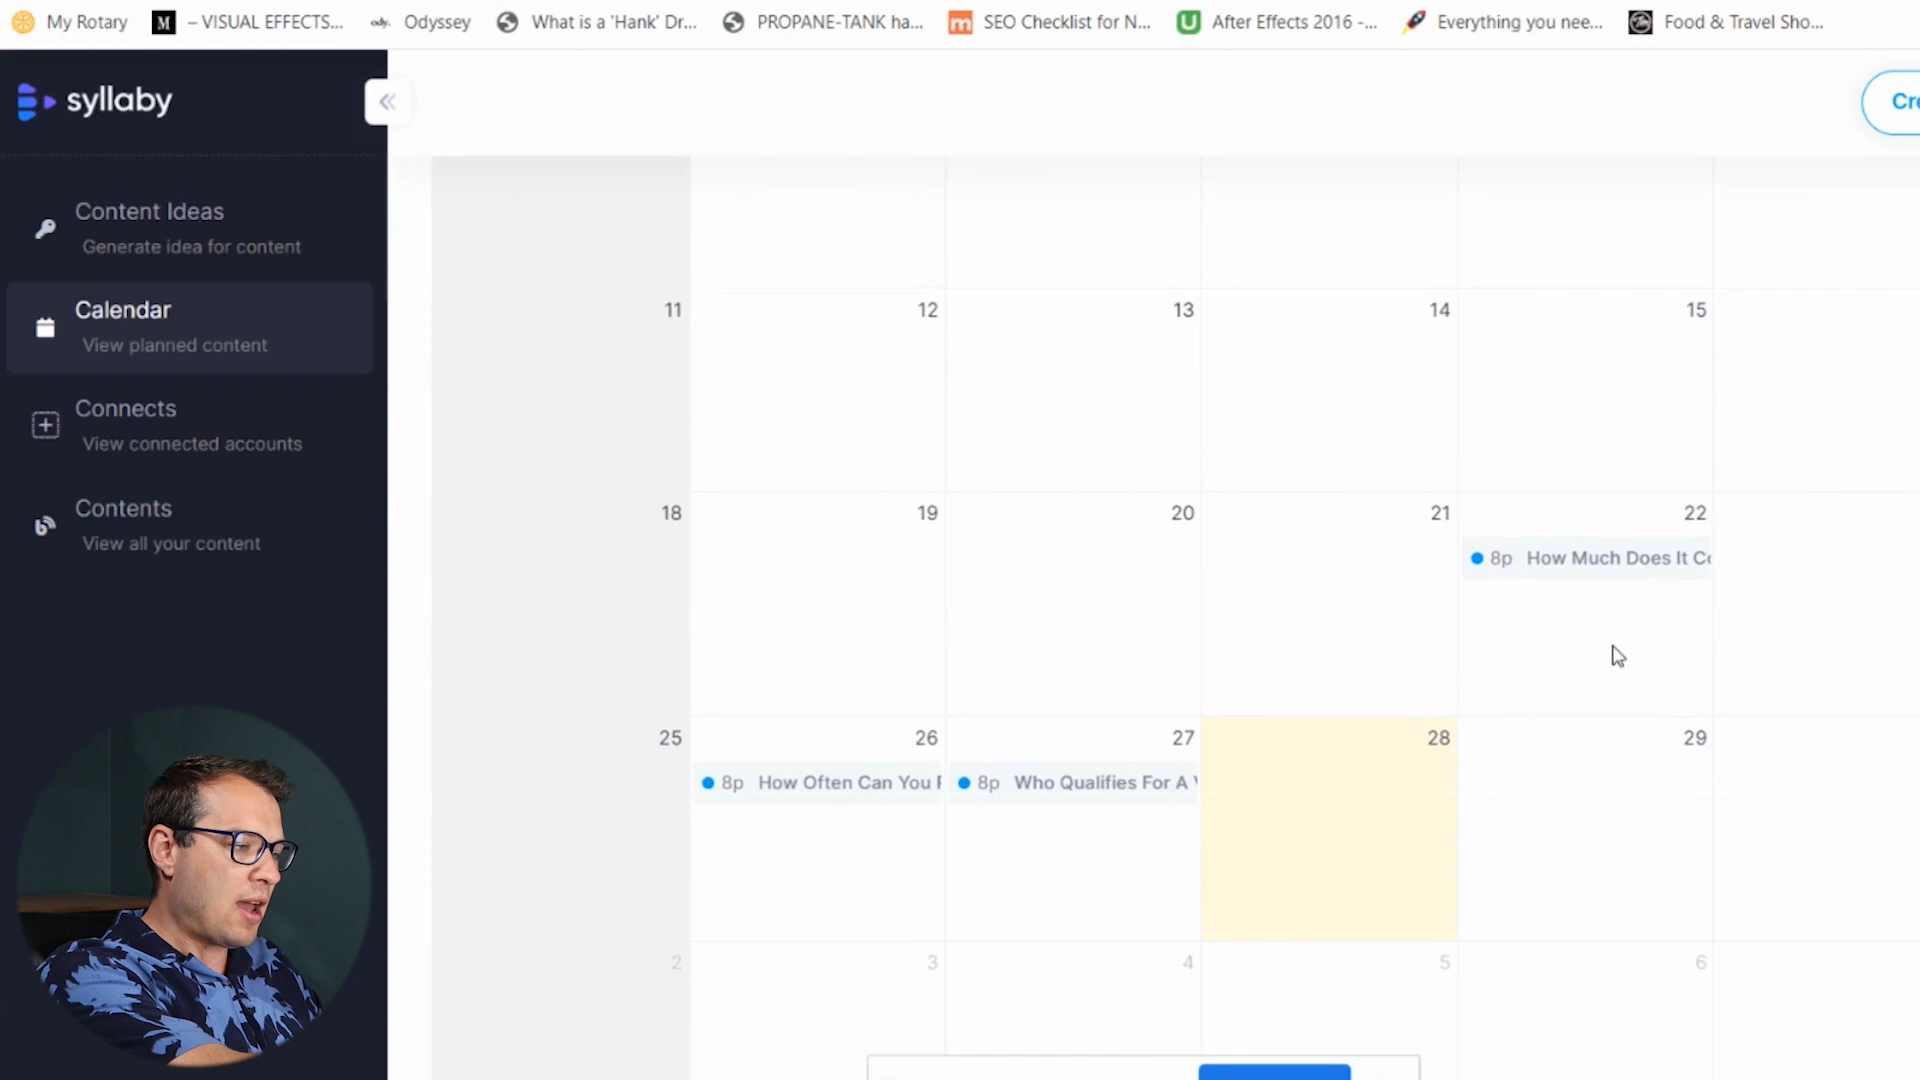 My Rotary
M
– VISUAL EFFECTS...
ody.
Odyssey
What is a 'Hank' Dr...
PROPANE-TANK ha...
m
SEO Checklist for N...
U
After Effects 2016 -...
Everything you nee...
Food & Travel Sho...
syllaby
«
Cre
Content Ideas
Generate idea for content
Calendar
View planned content
Connects
View connected accounts
Contents
View all your content
11 12 13 14 15
18 19 20 21 22
8p How Much Does It Co
25 26 27 28 29
8p How Often Can You
8p Who Qualifies For A
2 3 4 5 6